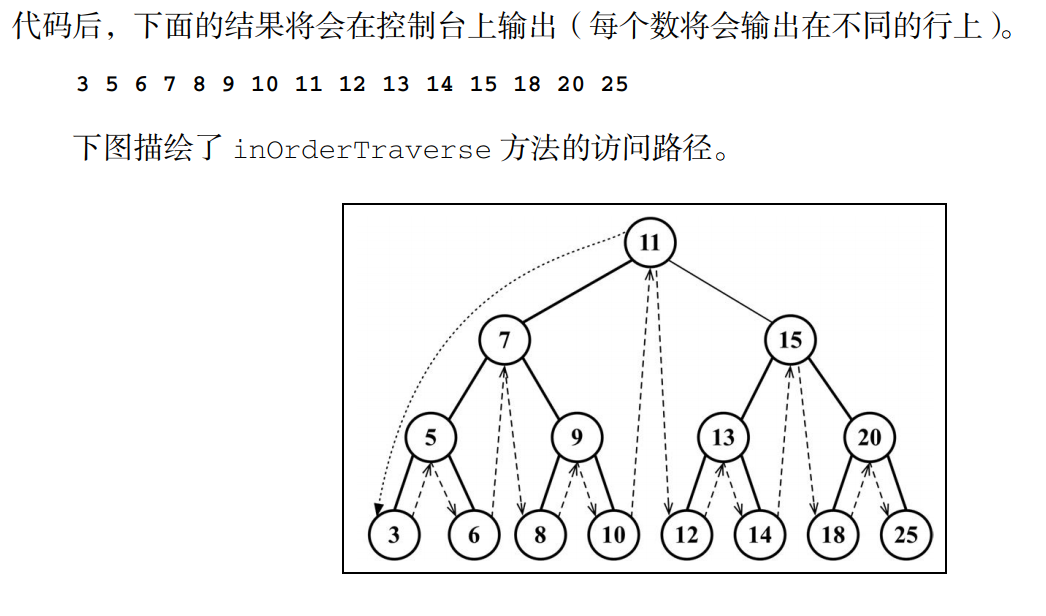 代码后，下面的结果将会在控制台上输出（每个数将会输出在不同的行上）。
3 5 6 7 8 9 10 11 12 13 14 15 18 20 25
下图描绘了 inOrderTraverse 方法的访问路径。
11
7 15
5 9 13 20
3 6 8 10 12 14 18 25